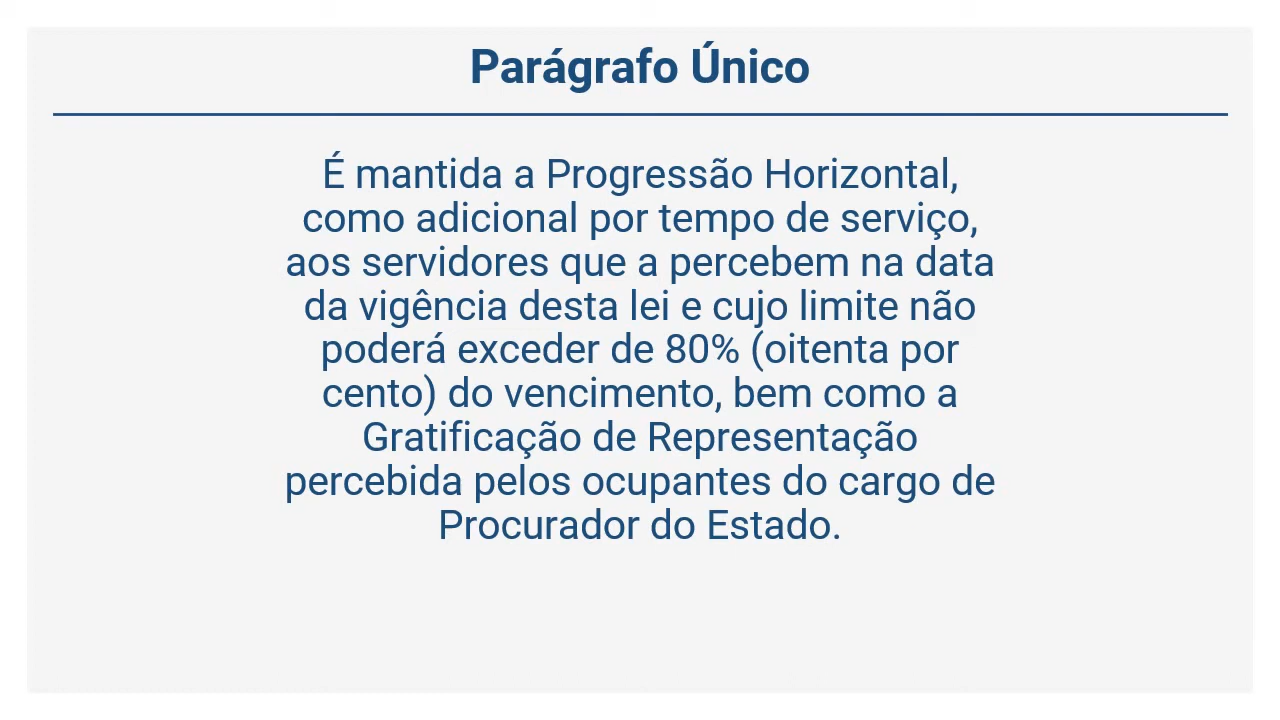 Parágrafo Único
É mantida a Progressão Horizontal,
como adicional por tempo de serviço,
aos servidores que a percebem na data
da vigência desta lei e cujo limite não
poderá exceder de 80% (oitenta por
cento) do vencimento, bem como a
Gratificação de Representação
percebida pelos ocupantes do cargo de
Procurador do Estado.